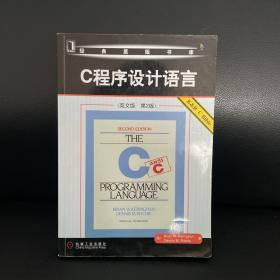 经典原版书库
C程序设计语言
(英文版·第2版)
SECOND EDITION
THE
C
ANSI C
PROGRAMMING
LANGUAGE
BRIAN W. KERNIGHAN
DENNIS M. RITCHIE
机械工业出版社